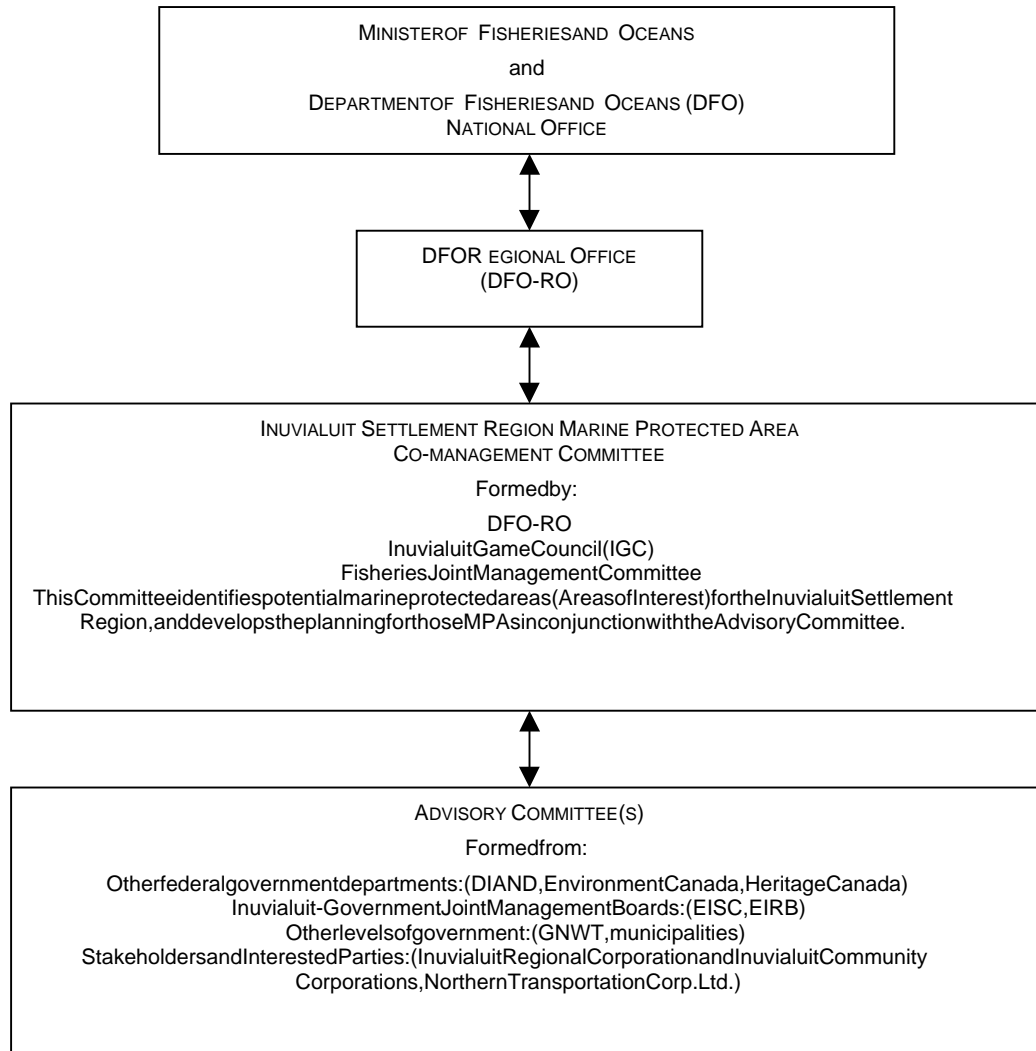 MINISTEROF FISHERIESAND OCEANS
and
DEPARTMENTOF FISHERIESAND OCEANS (DFO)
NATIONAL OFFICE
DFOR EGIONAL OFFICE
(DFO-RO)
INUVIALUIT SETTLEMENT REGION MARINE PROTECTED AREA
CO-MANAGEMENT COMMITTEE
Formedby:
DFO-RO
InuvialuitGameCouncil(IGC)
FisheriesJointManagementCommittee
ThisCommitteeidentifiespotentialmarineprotectedareas(AreasofInterest)fortheInuvialuitSettlement
Region,anddevelopstheplanningforthoseMPAsinconjunctionwiththeAdvisoryCommittee.
ADVISORY COMMITTEE(S)
Formedfrom:
Otherfederalgovernmentdepartments:(DIAND,EnvironmentCanada,HeritageCanada)
Inuvialuit-GovernmentJointManagementBoards:(EISC,EIRB)
Otherlevelsofgovernment:(GNWT,municipalities)
StakeholdersandInterestedParties:(InuvialuitRegionalCorporationandInuvialuitCommunity
Corporations,NorthernTransportationCorp.Ltd.)